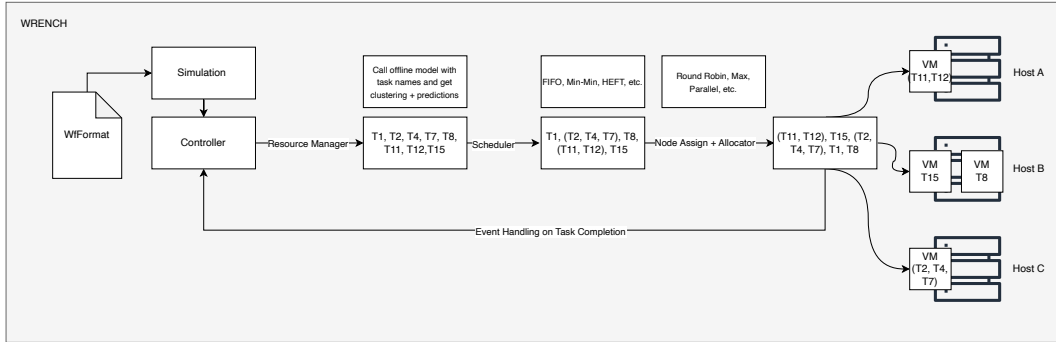 WRENCH
WfFormat
Simulation
Controller
Resource Manager
Call offline model with
task names and get
clustering + predictions
T1, T2, T4, T7, T8,
T11, T12,T15
Scheduler
FIFO, Min-Min, HEFT, etc.
T1, (T2, T4, T7), T8,
(T11, T12), T15
Node Assign + Allocator
Round Robin, Max,
Parallel, etc.
(T11, T12), T15, (T2,
T4, T7), T1, T8
Event Handling on Task Completion
VM
(T11,T12)
Host A
VM
T15
VM
T8
Host B
VM
(T2, T4,
T7)
Host C